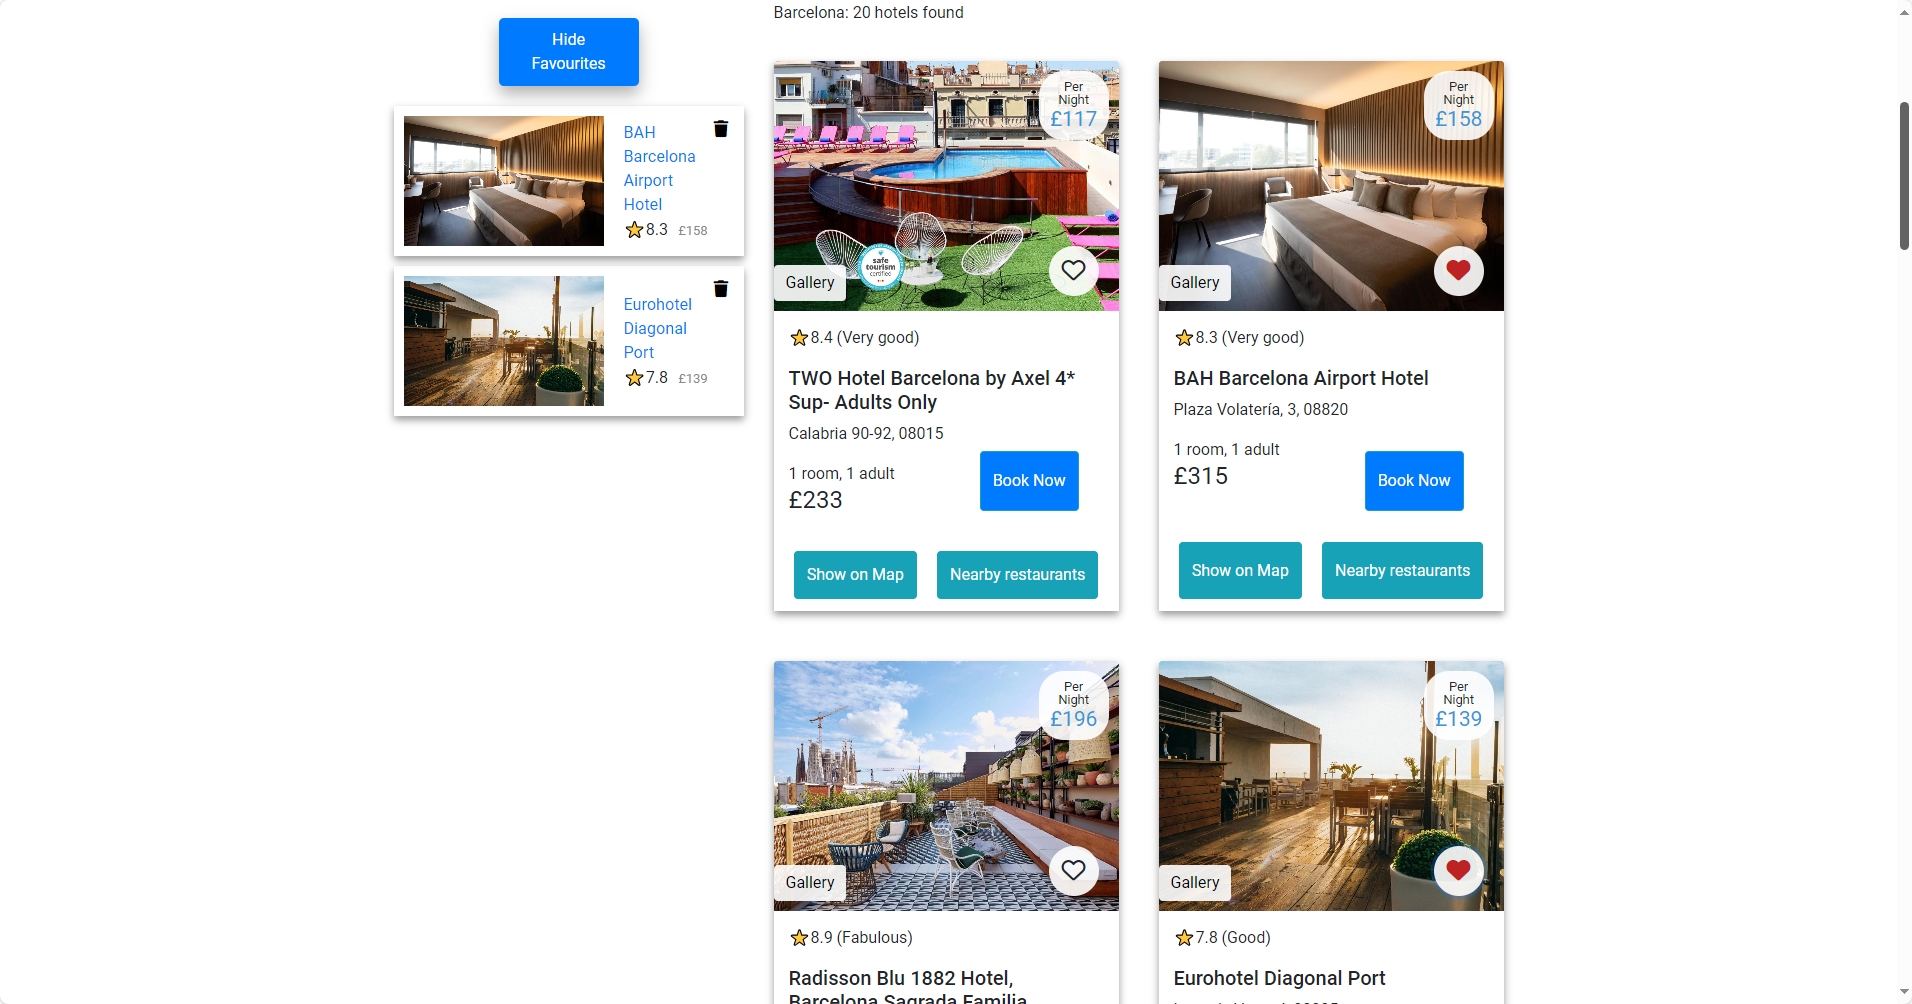 Barcelona: 20 hotels found
Hide
Favourites
BAH
Barcelona
Airport
Hotel
8.3 £158
Eurohotel
Diagonal
Port
7.8 £139
Per
Night
£117
safe
tourism
certified
Gallery
8.4 (Very good)
TWO Hotel Barcelona by Axel 4*
Sup- Adults Only
Calabria 90-92, 08015
1 room, 1 adult
£233
Book Now
Show on Map
Nearby restaurants
Per
Night
£158
Gallery
8.3 (Very good)
BAH Barcelona Airport Hotel
Plaza Volatería, 3, 08820
1 room, 1 adult
£315
Book Now
Show on Map
Nearby restaurants
Per
Night
£196
Gallery
8.9 (Fabulous)
Radisson Blu 1882 Hotel,
Barcelona Sagrada Familia
Per
Night
£139
Gallery
7.8 (Good)
Eurohotel Diagonal Port